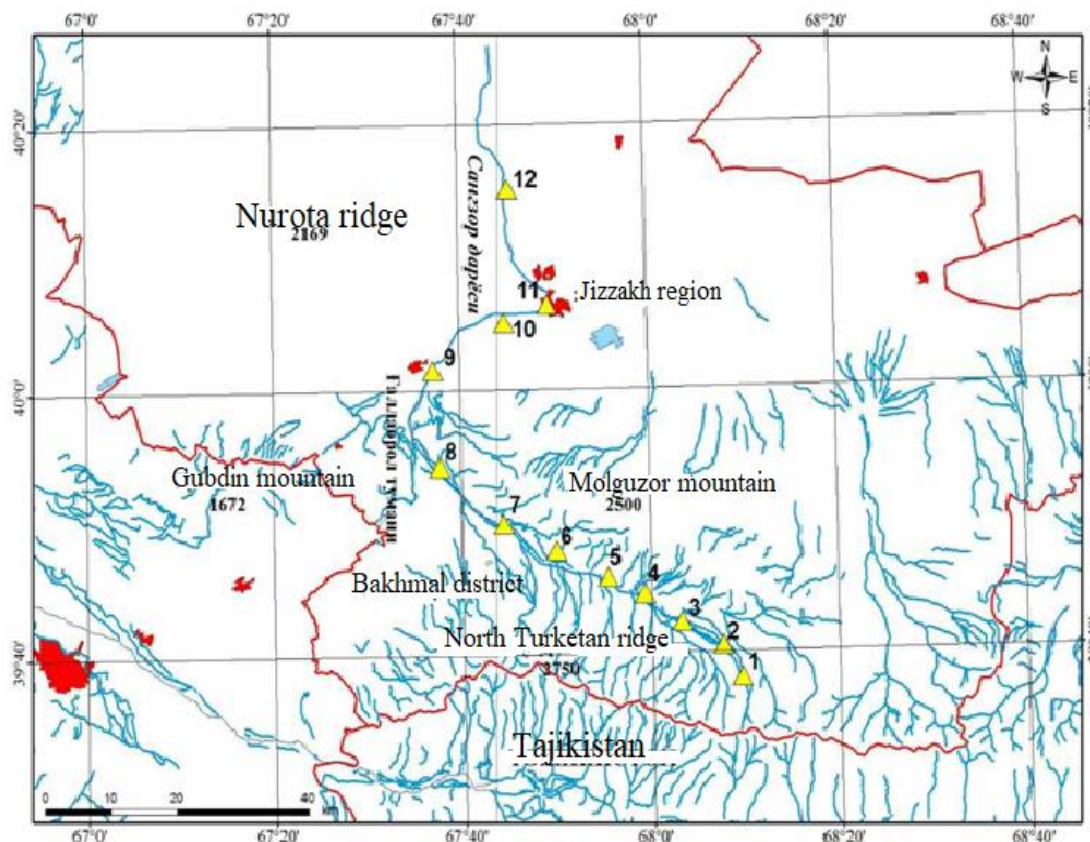 67°0' 67°20' 67°40' 68°0' 68°20' 68°40'
N
W E
S
40°20'
12
Сангзор дарёси
Nurota ridge
2169
11
Jizzakh region
10
9
40°0'
8
Gubdin mountain
1672
Molguzor mountain
2500
7
6
5
4
Bakhmal district
3
North Turketan ridge
2
3750
1
39°40'
Tajikistan
0 10 20 40
km
67°0' 67°20' 67°40' 68°0' 68°20' 68°40'